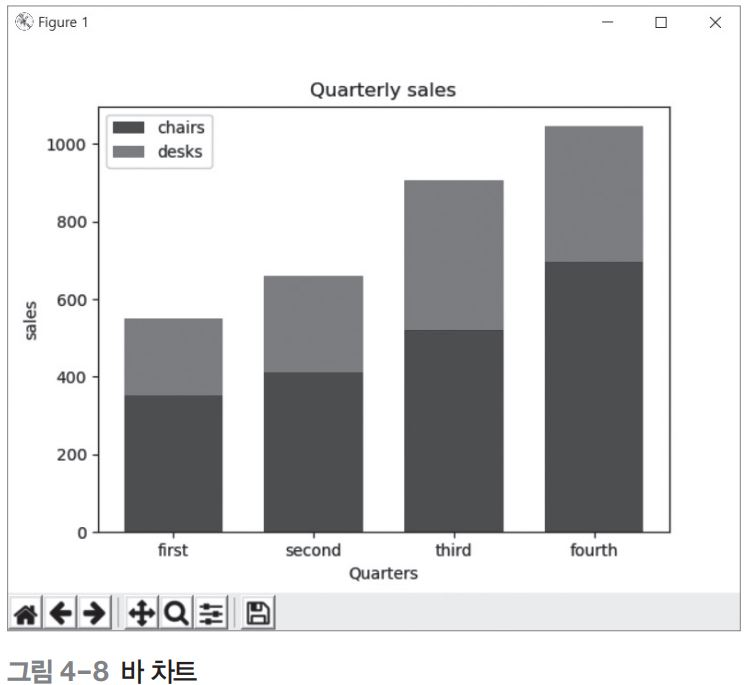 Figure 1
Quarterly sales
chairs
desks
1000
800
600
400
200
0
sales
first second third fourth
Quarters
그림 4-8 바 차트